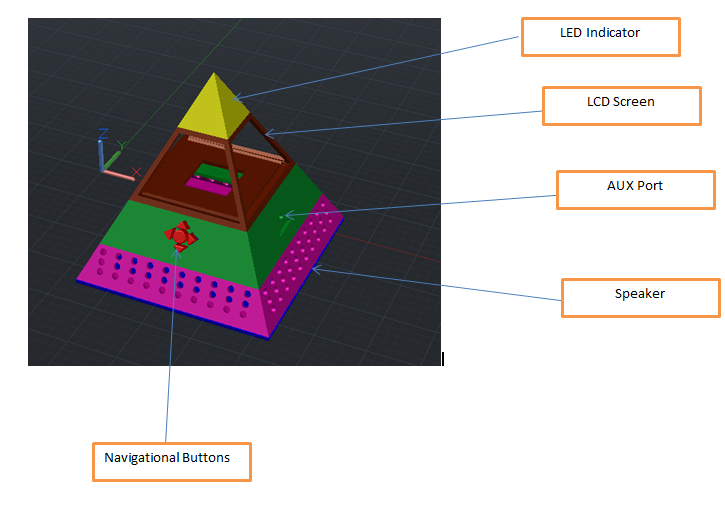 LED Indicator
LCD Screen
AUX Port
Speaker
Navigational Buttons
Z
Y
X